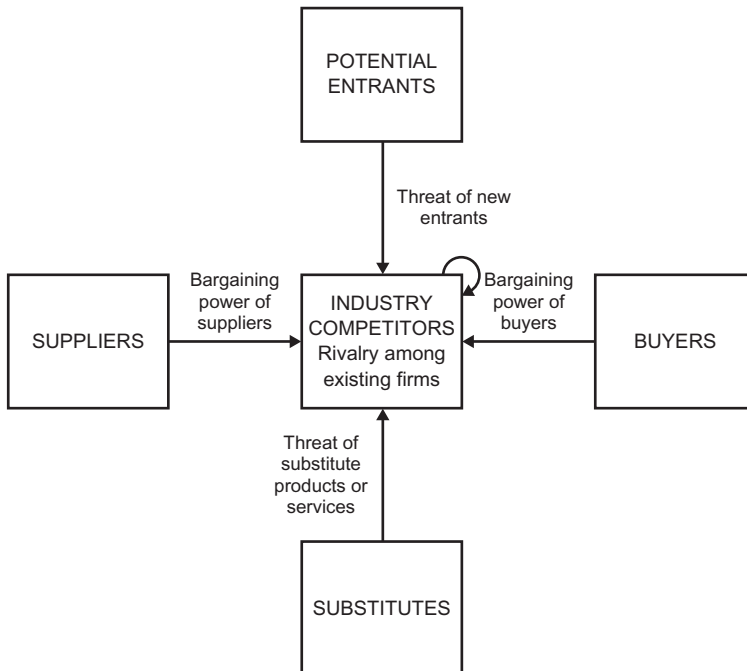 POTENTIAL
ENTRANTS
Threat of new
entrants
Bargaining
power of
suppliers
Bargaining
power of
buyers
SUPPLIERS
INDUSTRY
COMPETITORS
Rivalry among
existing firms
BUYERS
Threat of
substitute
products or
services
SUBSTITUTES